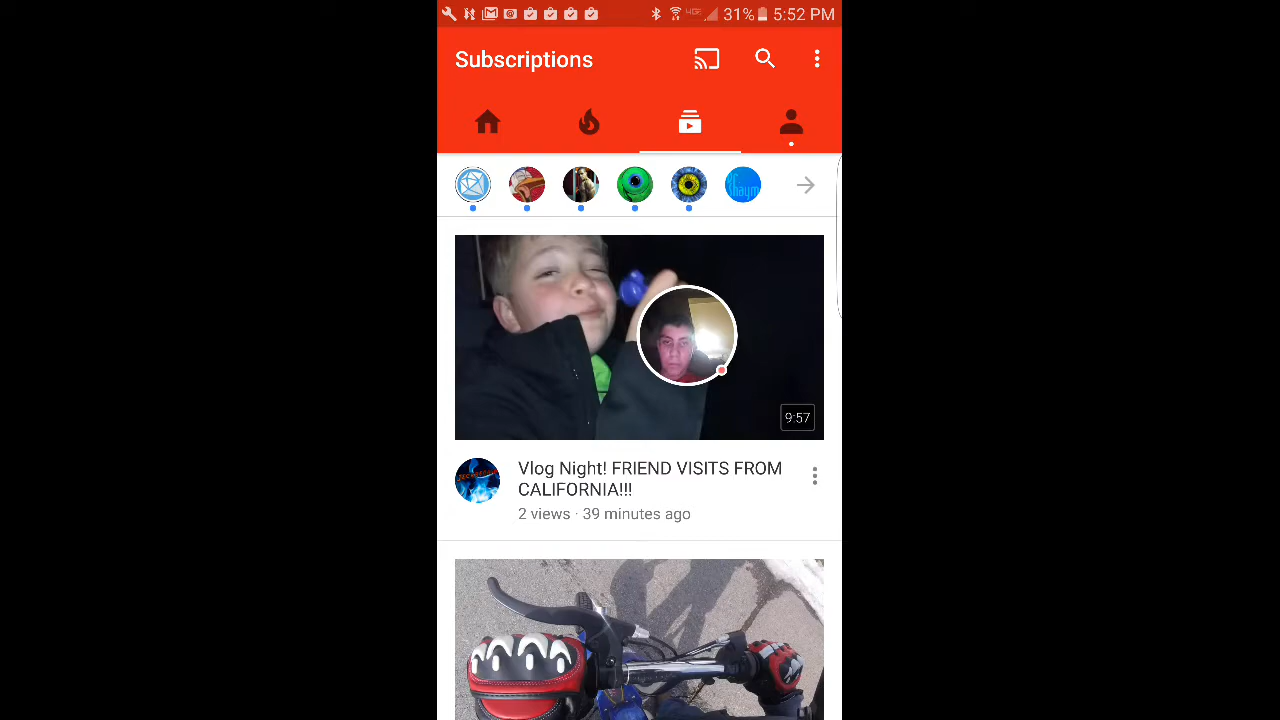 31% 5:52 PM
Subscriptions
9:57
Vlog Night! FRIEND VISITS FROM
CALIFORNIA!!!
2 views · 39 minutes ago